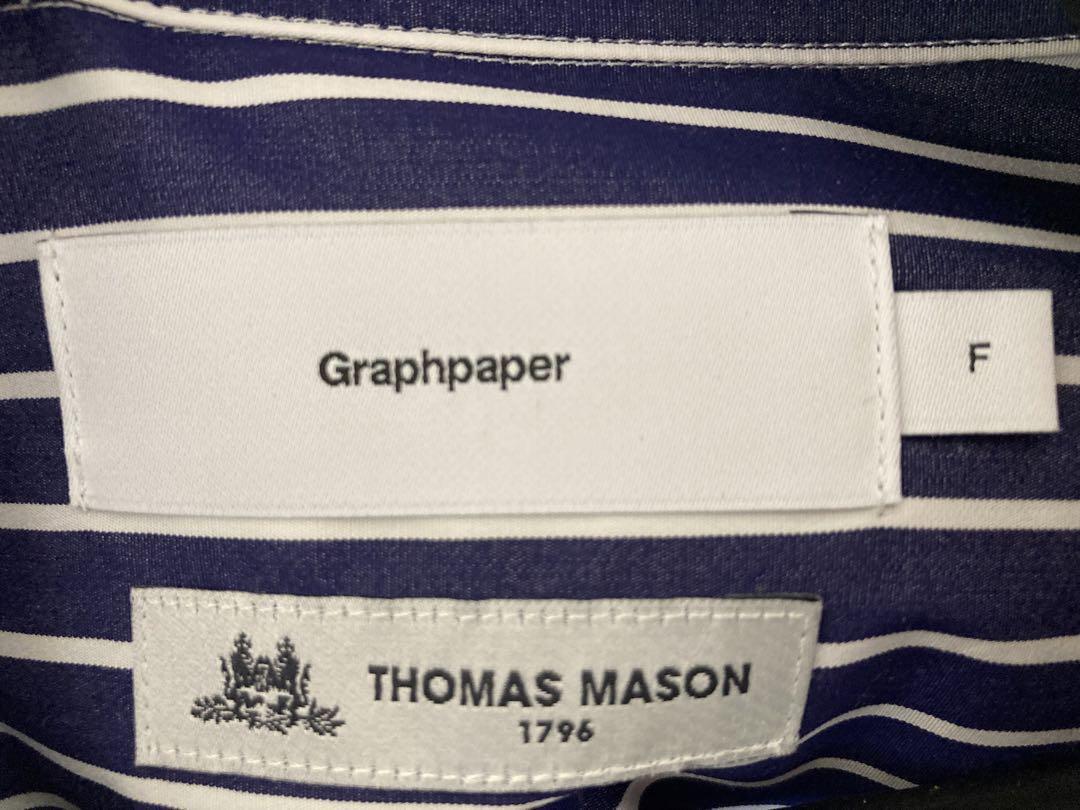 Graphpaper
F
THOMAS MASON
1796